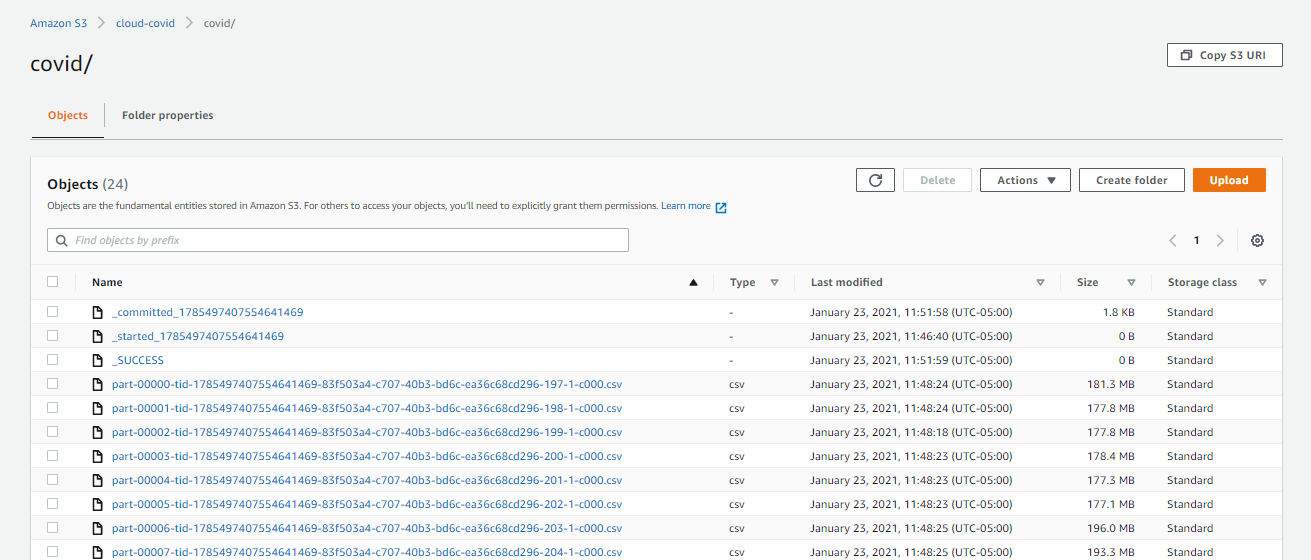 Amazon S3 > cloud-covid > covid/
covid/
Copy S3 URI
Objects Folder properties
Objects (24)
Delete Actions Create folder Upload
Objects are the fundamental entities stored in Amazon S3. For others to access your objects, you'll need to explicitly grant them permissions. Learn more
Find objects by prefix
1
Name Type Last modified Size Storage class
_committed_1785497407554641469 - January 23, 2021, 11:51:58 (UTC-05:00) 1.8 KB Standard
_started_1785497407554641469 - January 23, 2021, 11:46:40 (UTC-05:00) 0 B Standard
_SUCCESS - January 23, 2021, 11:51:59 (UTC-05:00) 0 B Standard
part-00000-tid-1785497407554641469-83f503a4-c707-40b3-bd6c-ea36c68cd296-197-1-c000.csv csv January 23, 2021, 11:48:24 (UTC-05:00) 181.3 MB Standard
part-00001-tid-1785497407554641469-83f503a4-c707-40b3-bd6c-ea36c68cd296-198-1-c000.csv csv January 23, 2021, 11:48:24 (UTC-05:00) 177.8 MB Standard
part-00002-tid-1785497407554641469-83f503a4-c707-40b3-bd6c-ea36c68cd296-199-1-c000.csv csv January 23, 2021, 11:48:18 (UTC-05:00) 177.8 MB Standard
part-00003-tid-1785497407554641469-83f503a4-c707-40b3-bd6c-ea36c68cd296-200-1-c000.csv csv January 23, 2021, 11:48:23 (UTC-05:00) 178.4 MB Standard
part-00004-tid-1785497407554641469-83f503a4-c707-40b3-bd6c-ea36c68cd296-201-1-c000.csv csv January 23, 2021, 11:48:23 (UTC-05:00) 177.3 MB Standard
part-00005-tid-1785497407554641469-83f503a4-c707-40b3-bd6c-ea36c68cd296-202-1-c000.csv csv January 23, 2021, 11:48:23 (UTC-05:00) 177.1 MB Standard
part-00006-tid-1785497407554641469-83f503a4-c707-40b3-bd6c-ea36c68cd296-203-1-c000.csv csv January 23, 2021, 11:48:25 (UTC-05:00) 196.0 MB Standard
part-00007-tid-1785497407554641469-83f503a4-c707-40b3-bd6c-ea36c68cd296-204-1-c000.csv csv January 23, 2021, 11:48:25 (UTC-05:00) 193.3 MB Standard